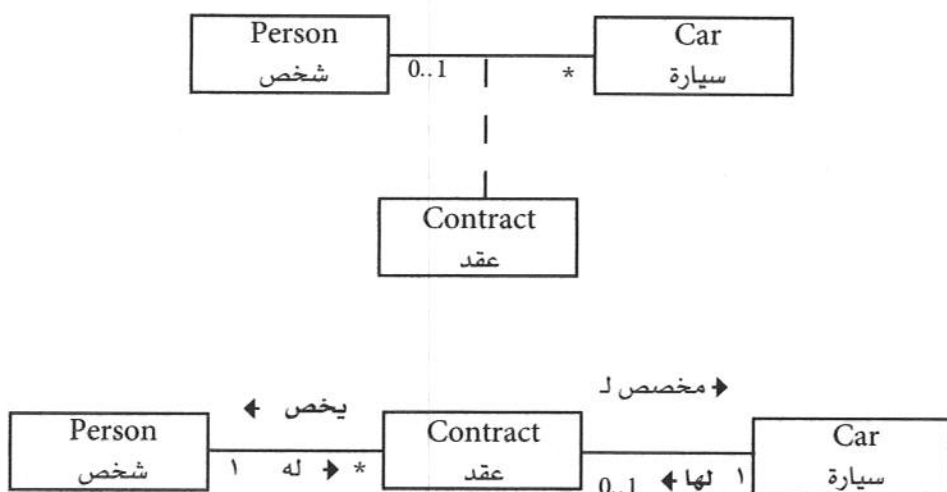 Person
شخص
0..1
*
Car
سيارة
Contract
عقد
مخصص لـ
يخص
Person
شخص
١ له *
Contract
عقد
0..1 لها ١
Car
سيارة